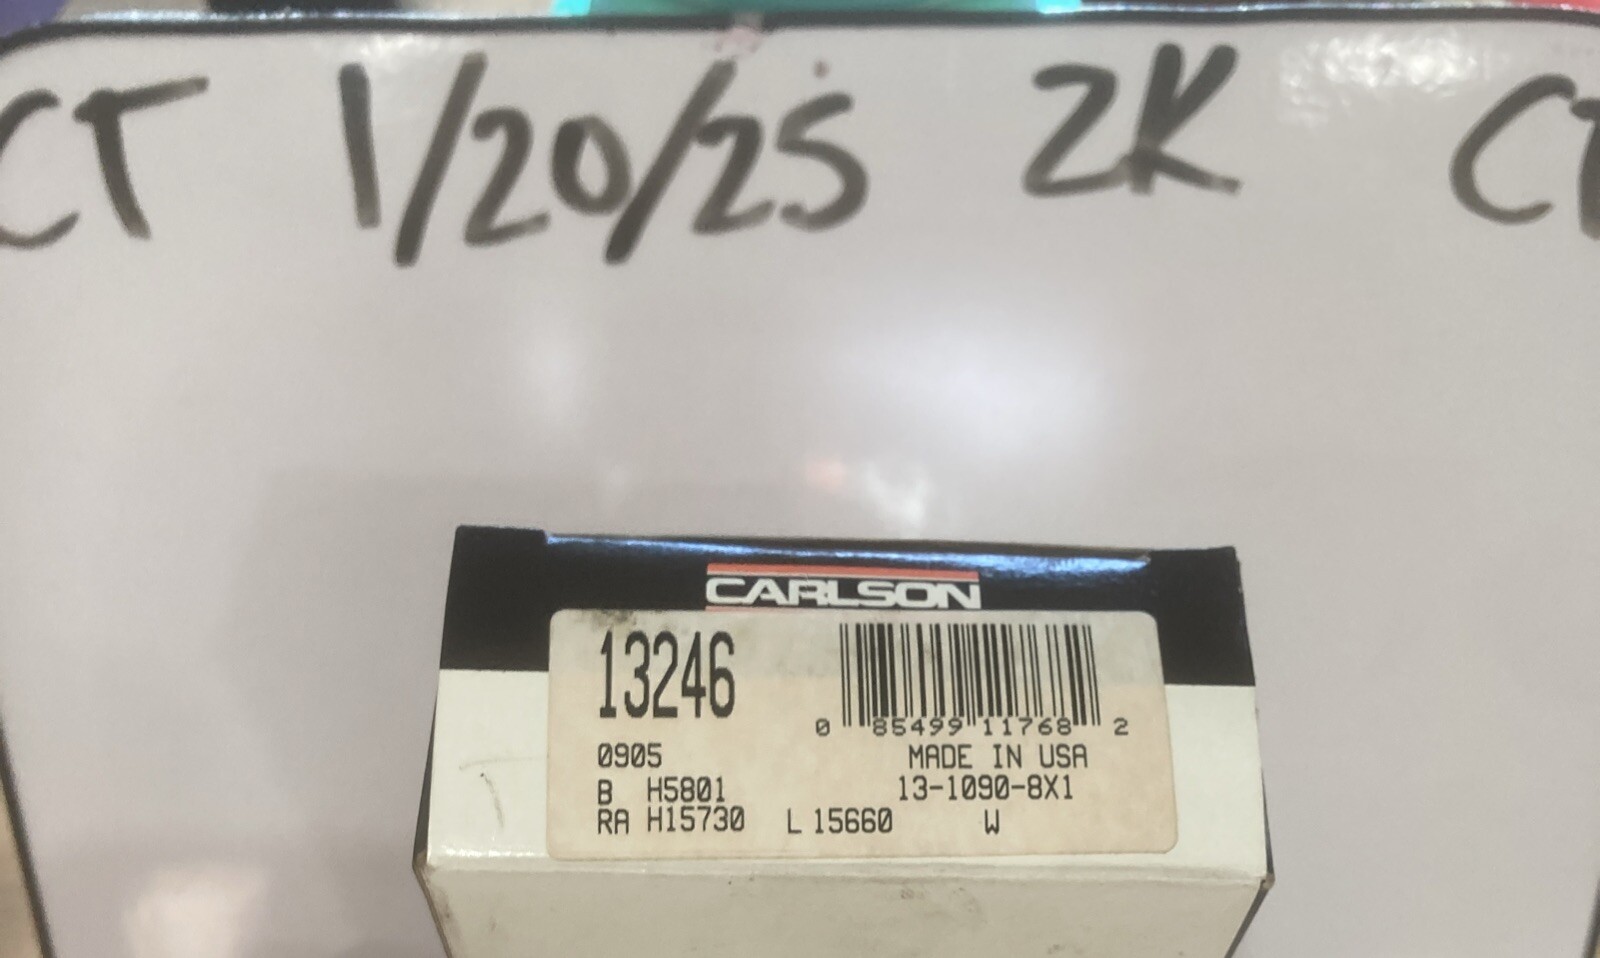 CT 1/20/25 2K CT
CARLSON
13246
0 85499 11768 2
0905 MADE IN USA
B H5801 13-1090-8X1
RA H15730 L 15660 W